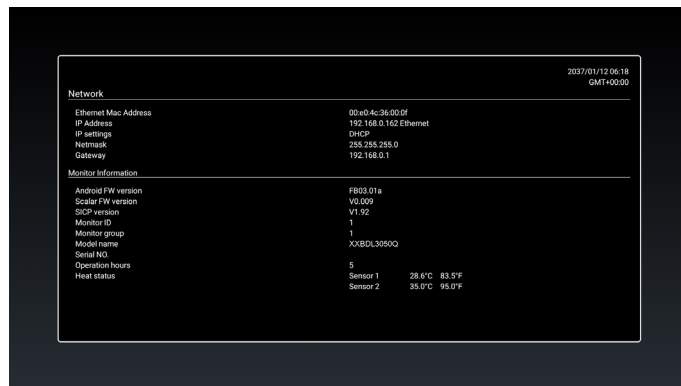 2037/01/12 06:18
GMT+00:00
Network
Ethernet Mac Address 00:e0:4c:36:00:0f
IP Address 192.168.0.162 Ethernet
IP settings DHCP
Netmask 255.255.255.0
Gateway 192.168.0.1
Monitor Information
Android FW version FB03.01a
Scalar FW version V0.009
SICP version V1.92
Monitor ID 1
Monitor group 1
Model name XXBDL3050Q
Serial NO.
Operation hours 5
Heat status Sensor 1 28.6°C 83.5°F
Sensor 2 35.0°C 95.0°F